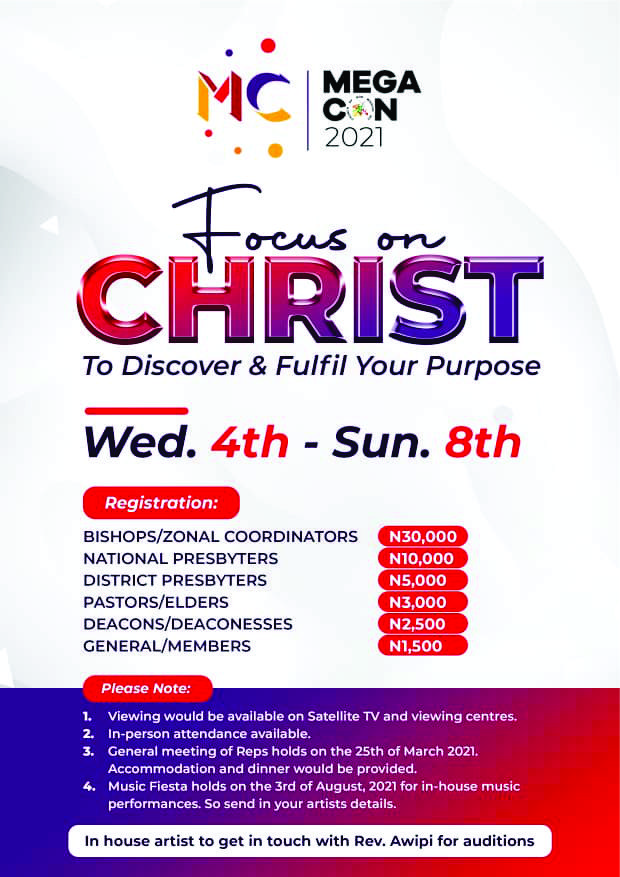 MC
MEGA
CON
2021
Focus on
CHRIST
To Discover & Fulfil Your Purpose
Wed. 4th - Sun. 8th
Registration:
BISHOPS/ZONAL COORDINATORS N30,000
NATIONAL PRESBYTERS N10,000
DISTRICT PRESBYTERS N5,000
PASTORS/ELDERS N3,000
DEACONS/DEACONESSES N2,500
GENERAL/MEMBERS N1,500
Please Note:
1. Viewing would be available on Satellite TV and viewing centres.
2. In-person attendance available.
3. General meeting of Reps holds on the 25th of March 2021.
Accommodation and dinner would be provided.
4. Music Fiesta holds on the 3rd of August, 2021 for in-house music
performances. So send in your artists details.
In house artist to get in touch with Rev. Awipi for auditions